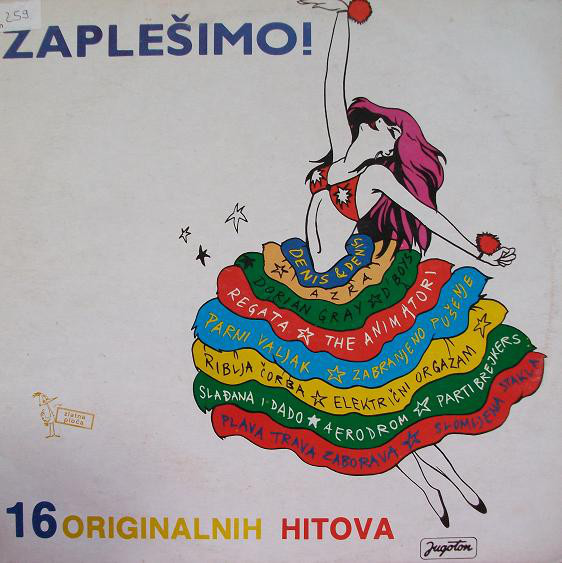 259
ZAPLEŠIMO!
DENIS & DENIS
AZRA
DORIAN GRAY ☆ D'BOYS
REGATA ☆ THE ANIMATORI
PARNI VALJAK ☆ ZABRANJENO PUŠENJE
RIBLJA ČORBA ☆ ELEKTRIČNI ORGAZAM
SLAĐANA I DADO ★ AERODROM ☆ PARTIBREJKERS
PLAVA TRAVA ZABORAVA ☆ SLOMLJENA STAKLA
zlatna
ploča
16 ORIGINALNIH HITOVA
Jugoton